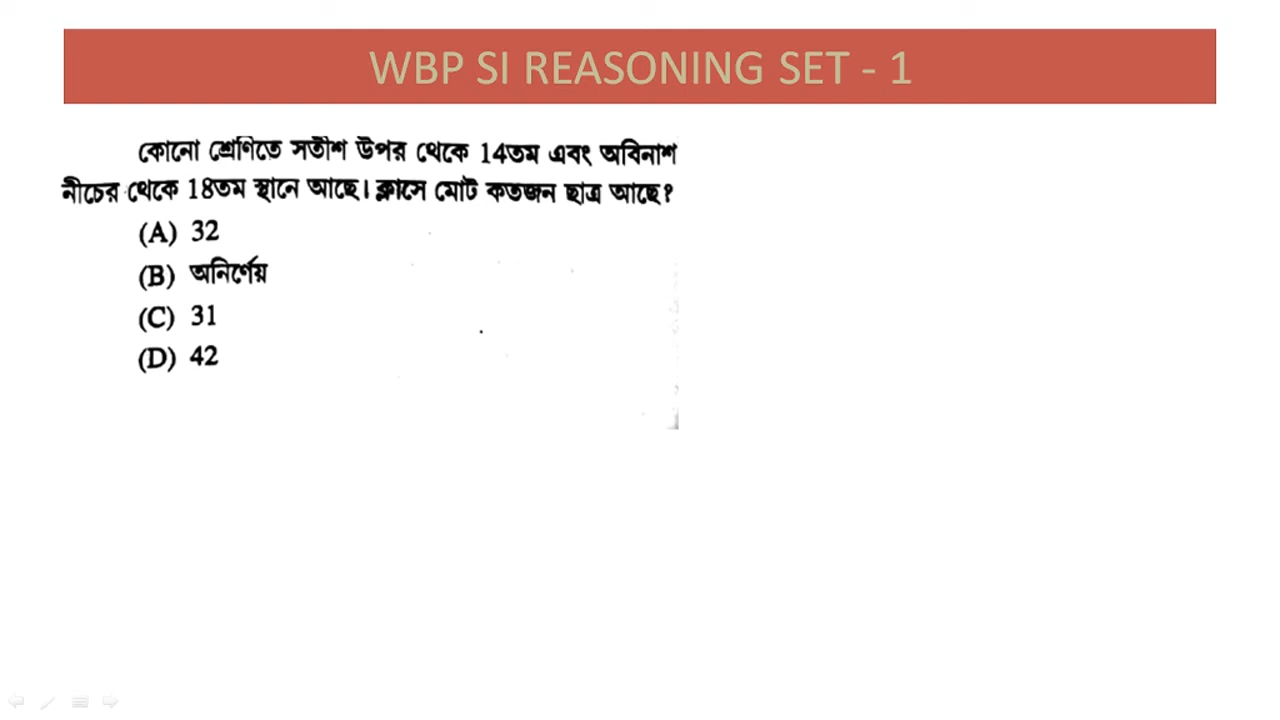 WBP SI REASONING SET - 1
কোনো শ্রেণিতে সতীশ উপর থেকে 14তম এবং অবিনাশ
নীচের থেকে 18তম স্থানে আছে। ক্লাসে মোট কতজন ছাত্র আছে?
(A) 32
(B) অনির্ণেয়
(C) 31
(D) 42